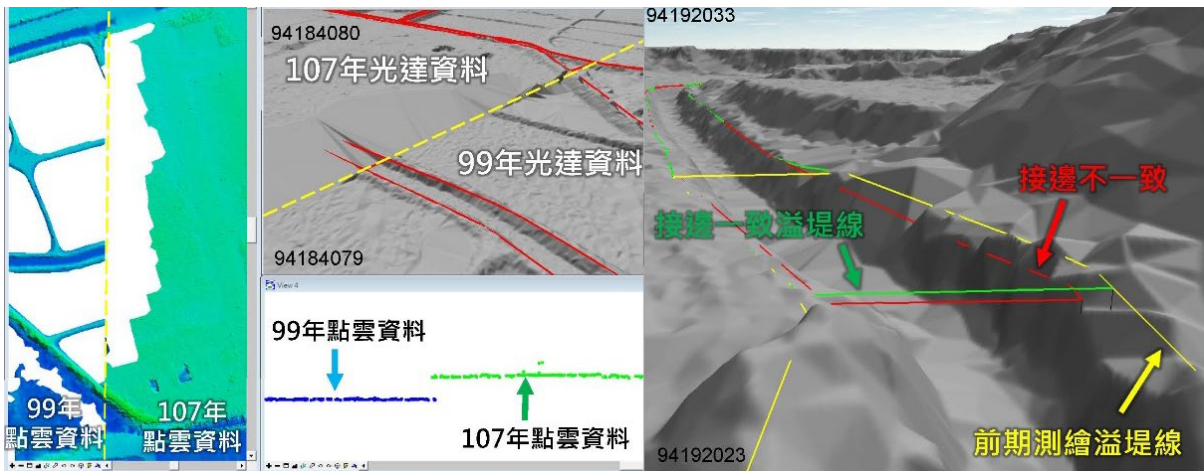 99年
點雲資料
107年
點雲資料
94184080
107年光達資料
99年光達資料
94184079
View 4
99年點雲資料
107年點雲資料
94192033
接邊不一致
接邊一致溢堤線
前期測繪溢堤線
94192023